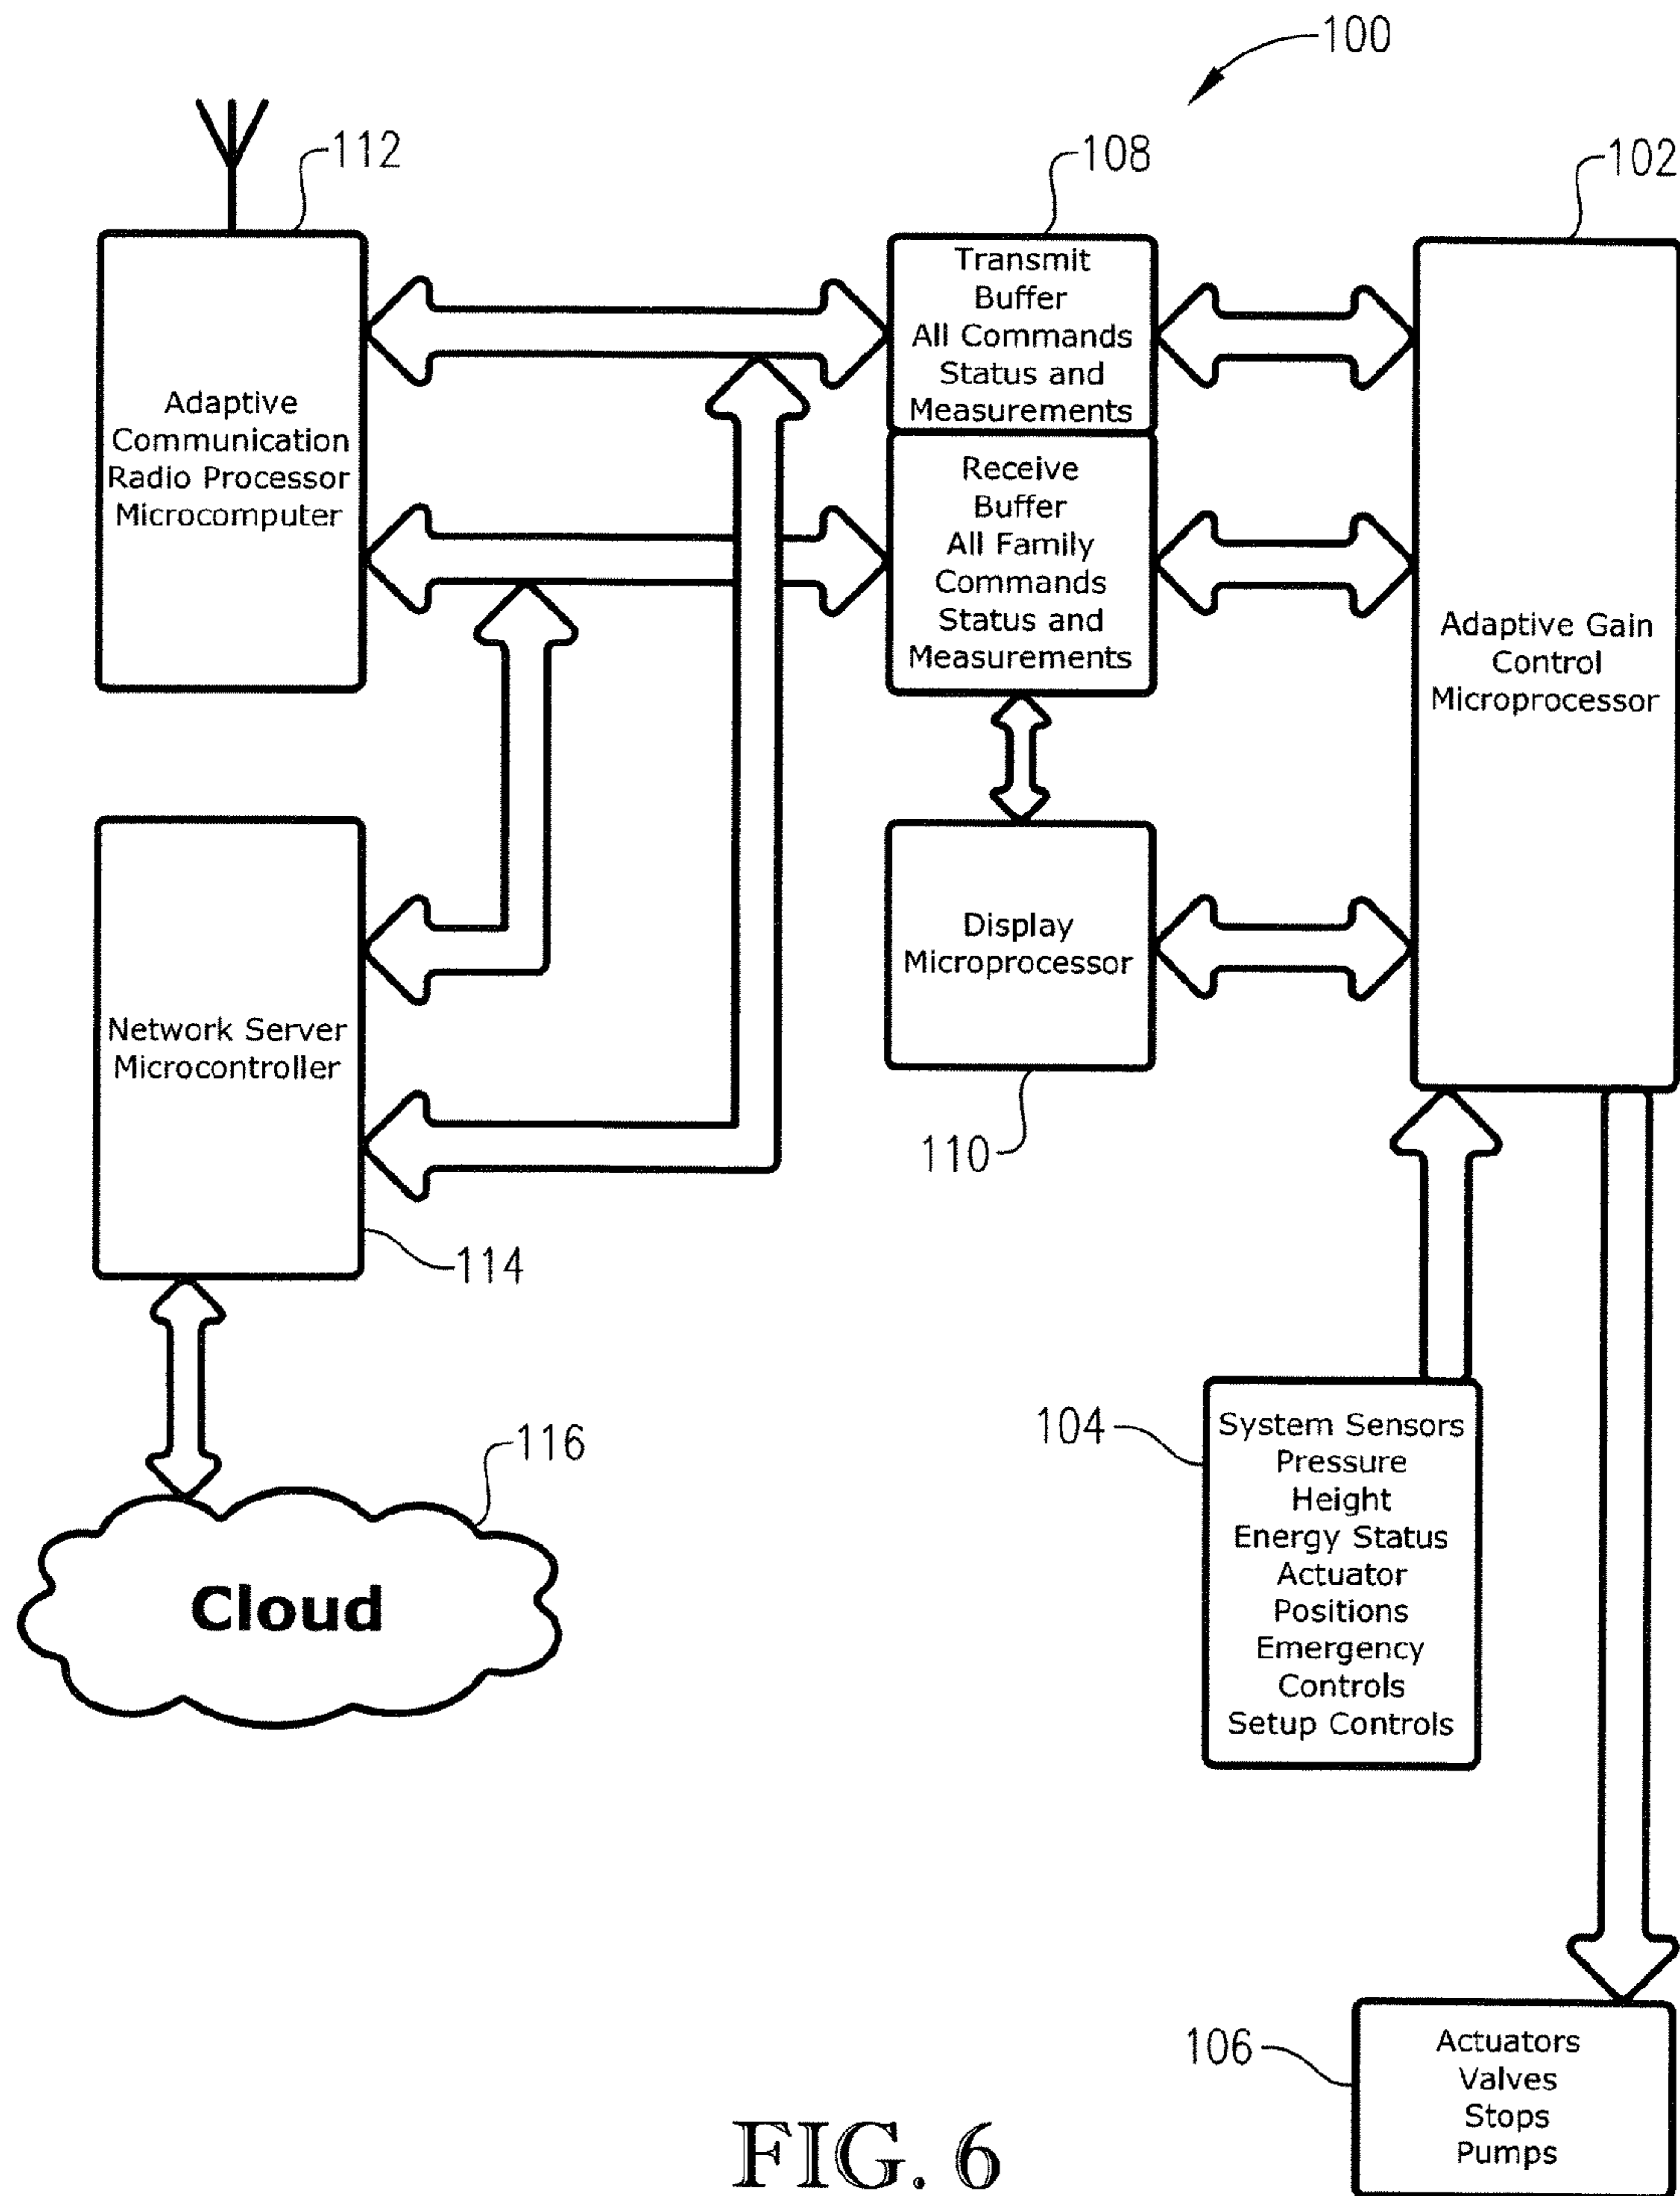 100
112
108
102
Adaptive
Communication
Radio Processor
Microcomputer
Transmit
Buffer
All Commands
Status and
Measurements
Receive
Buffer
All Family
Commands
Status and
Measurements
Adaptive Gain
Control
Microprocessor
Network Server
Microcontroller
114
Display
Microprocessor
110
116
Cloud
104
System Sensors
Pressure
Height
Energy Status
Actuator
Positions
Emergency
Controls
Setup Controls
106
Actuators
Valves
Stops
Pumps
FIG. 6